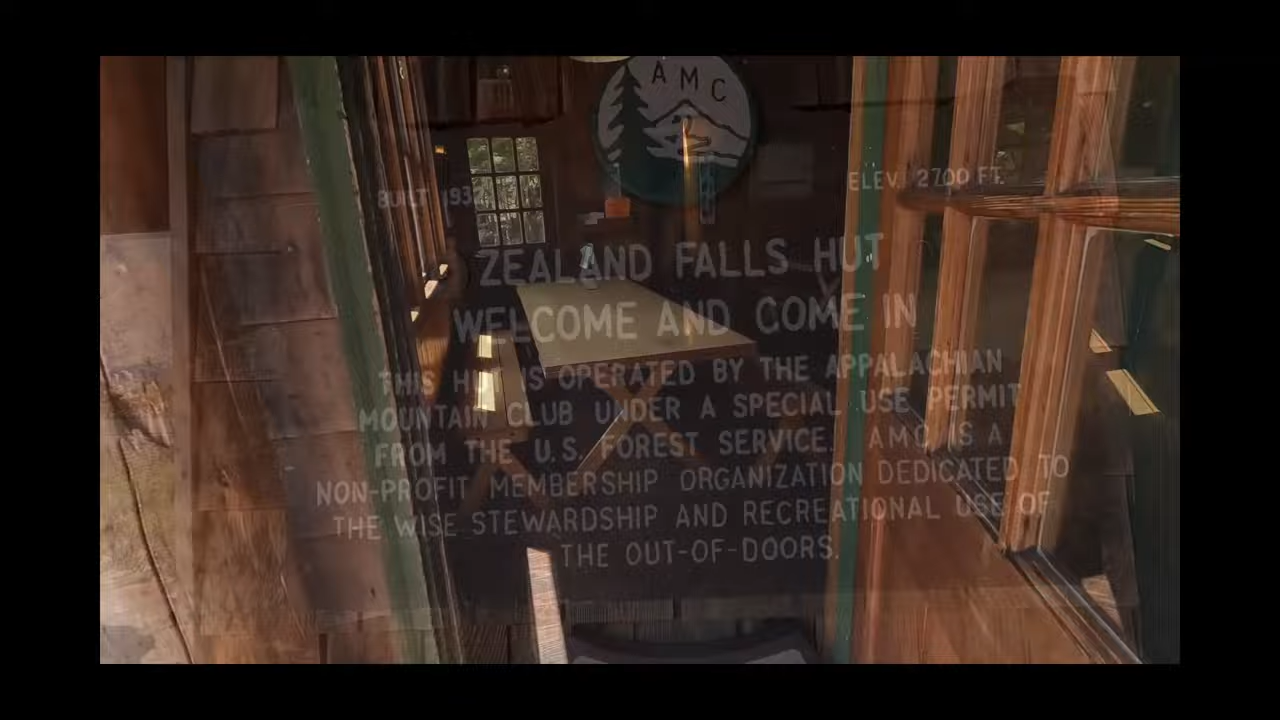 AMC
BUILT 193
ELEV. 2700 FT.
ZEALAND FALLS HUT
WELCOME AND COME IN
THIS HUT IS OPERATED BY THE APPALACHIAN
MOUNTAIN CLUB UNDER A SPECIAL USE PERMIT
FROM THE U.S. FOREST SERVICE. AMC IS A
NON-PROFIT MEMBERSHIP ORGANIZATION DEDICATED TO
THE WISE STEWARDSHIP AND RECREATIONAL USE OF
THE OUT-OF-DOORS.